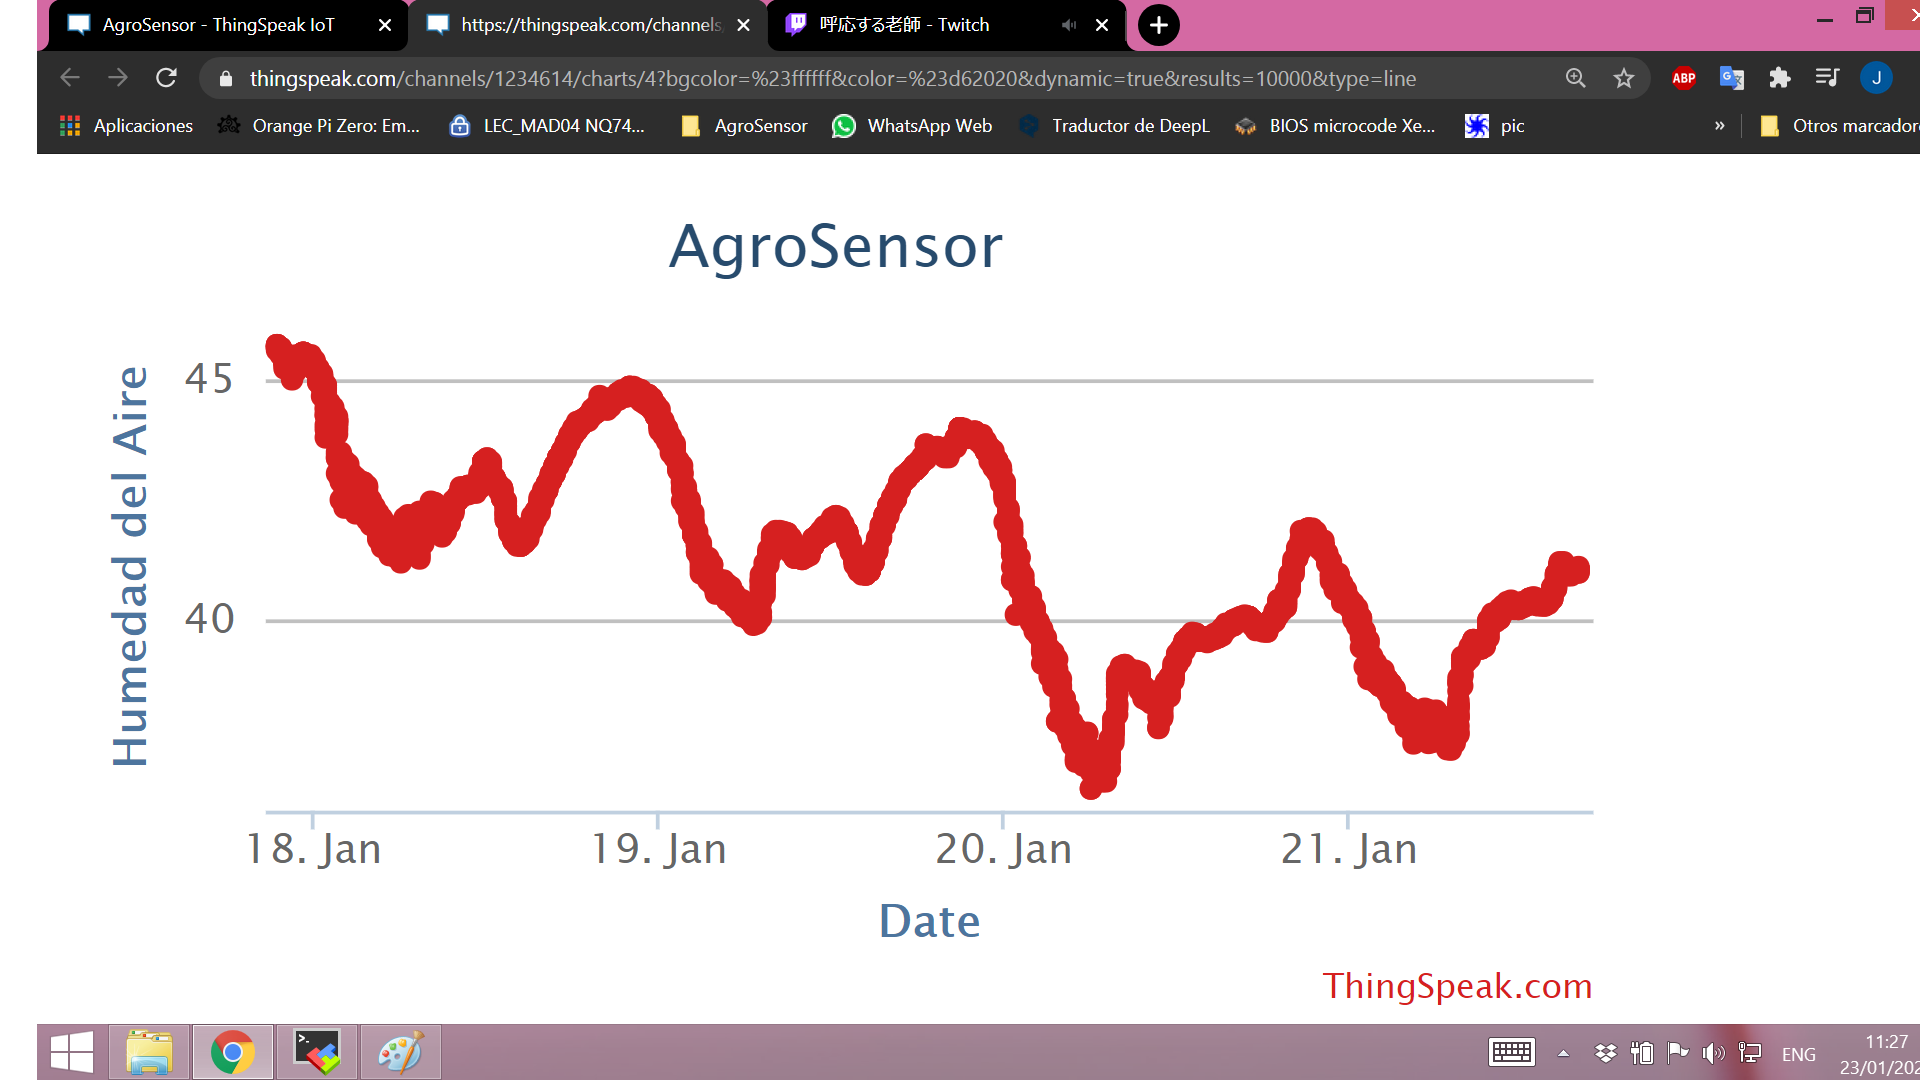 AgroSensor - ThingSpeak IoT
https://thingspeak.com/channels
呼応する老師 - Twitch
thingspeak.com/channels/1234614/charts/4?bgcolor=%23ffffff&color=%23d62020&dynamic=true&results=10000&type=line
ABP
G
J
Aplicaciones
Orange Pi Zero: Em...
LEC_MAD04 NQ74...
AgroSensor
WhatsApp Web
Traductor de DeepL
BIOS microcode Xe...
pic
»
Otros marcador
AgroSensor
Humedad del Aire
45
40
18. Jan
19. Jan
20. Jan
21. Jan
Date
ThingSpeak.com
ENG
11:27
23/01/202